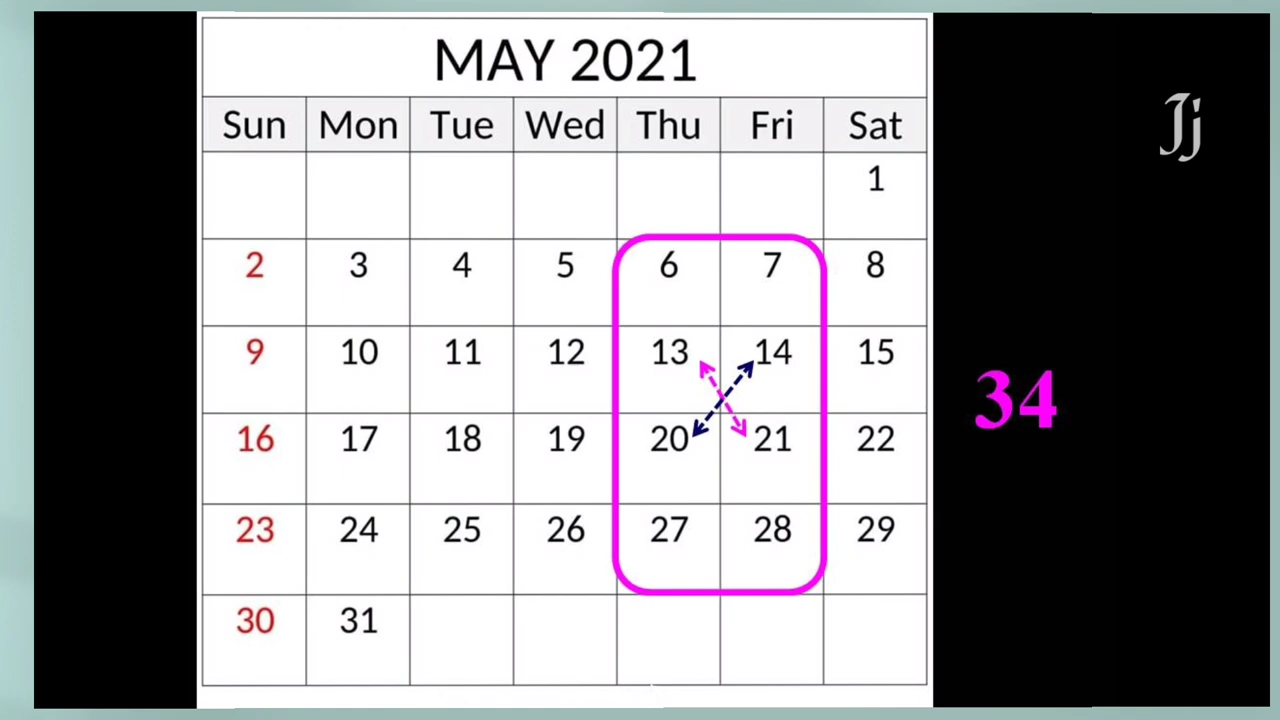 MAY 2021
Sun Mon Tue Wed Thu Fri Sat
1
2 3 4 5 6 7 8
9 10 11 12 13 14 15
16 17 18 19 20 21 22
23 24 25 26 27 28 29
30 31
34
Jj